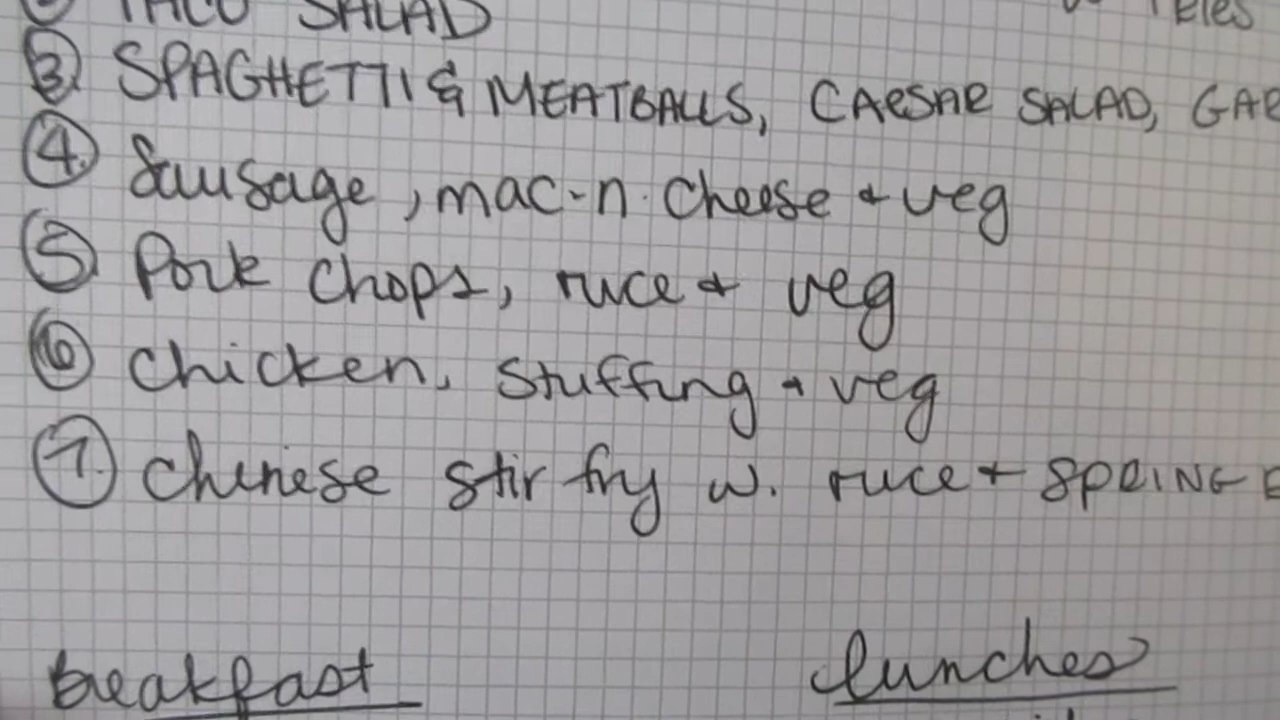 TACO SALAD
③ SPAGHETTI & MEATBALLS, CAESAR SALAD, GAR
④ Sausage, mac-n-cheese + veg
⑤ Pork chops, rice + veg
⑥ Chicken, stuffing + veg
⑦ Chinese stir fry w. rice + SPRING
breakfast lunches